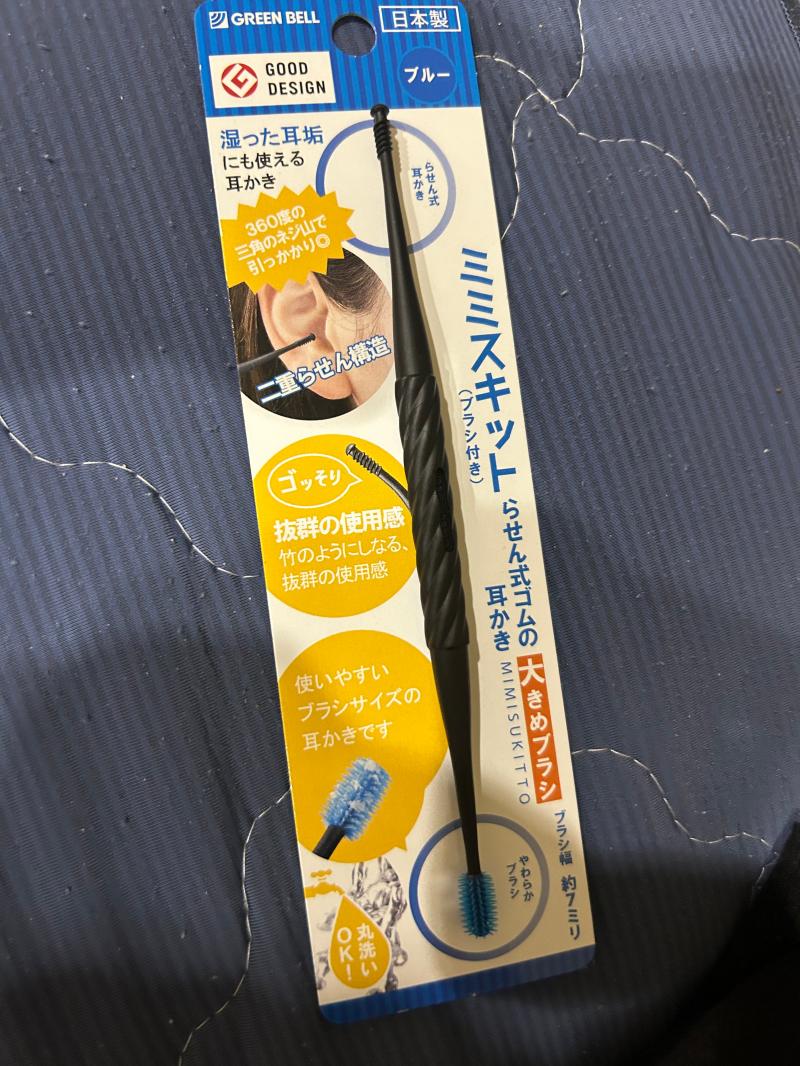 GREEN BELL
日本製
GOOD
DESIGN
ブルー
湿った耳垢
にも使える
耳かき
360度の
三角のネジ山で
引っかかり◎
らせん式
耳かき
二重らせん構造
ミミスキット
(ブラシ付き)
らせん式ゴムの
耳かき
大きめブラシ
MIMISUKITTO
ゴッそり
抜群の使用感
竹のようにしなる、
抜群の使用感
使いやすい
ブラシサイズの
耳かきです
ブラシ幅 約7ミリ
やわらか
ブラシ
丸洗い
OK!